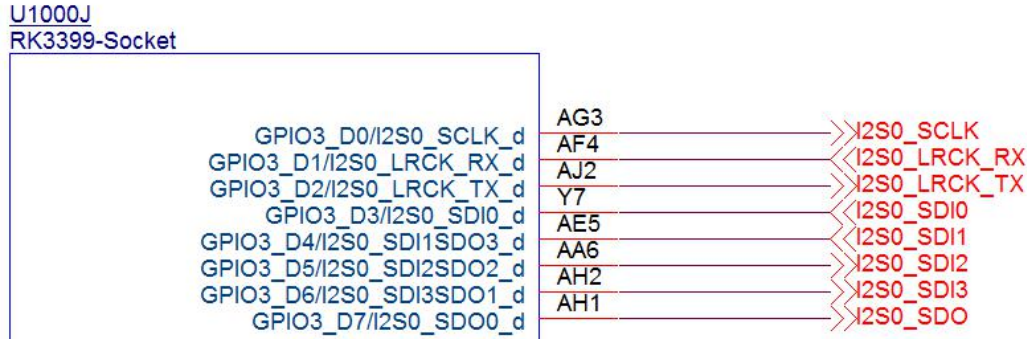 U1000J
RK3399-Socket
GPIO3_D0/I2S0_SCLK_d AG3 I2S0_SCLK
GPIO3_D1/I2S0_LRCK_RX_d AF4 I2S0_LRCK_RX
GPIO3_D2/I2S0_LRCK_TX_d AJ2 I2S0_LRCK_TX
GPIO3_D3/I2S0_SDI0_d Y7 I2S0_SDI0
GPIO3_D4/I2S0_SDI1SDO3_d AE5 I2S0_SDI1
GPIO3_D5/I2S0_SDI2SDO2_d AA6 I2S0_SDI2
GPIO3_D6/I2S0_SDI3SDO1_d AH2 I2S0_SDI3
GPIO3_D7/I2S0_SDO0_d AH1 I2S0_SDO